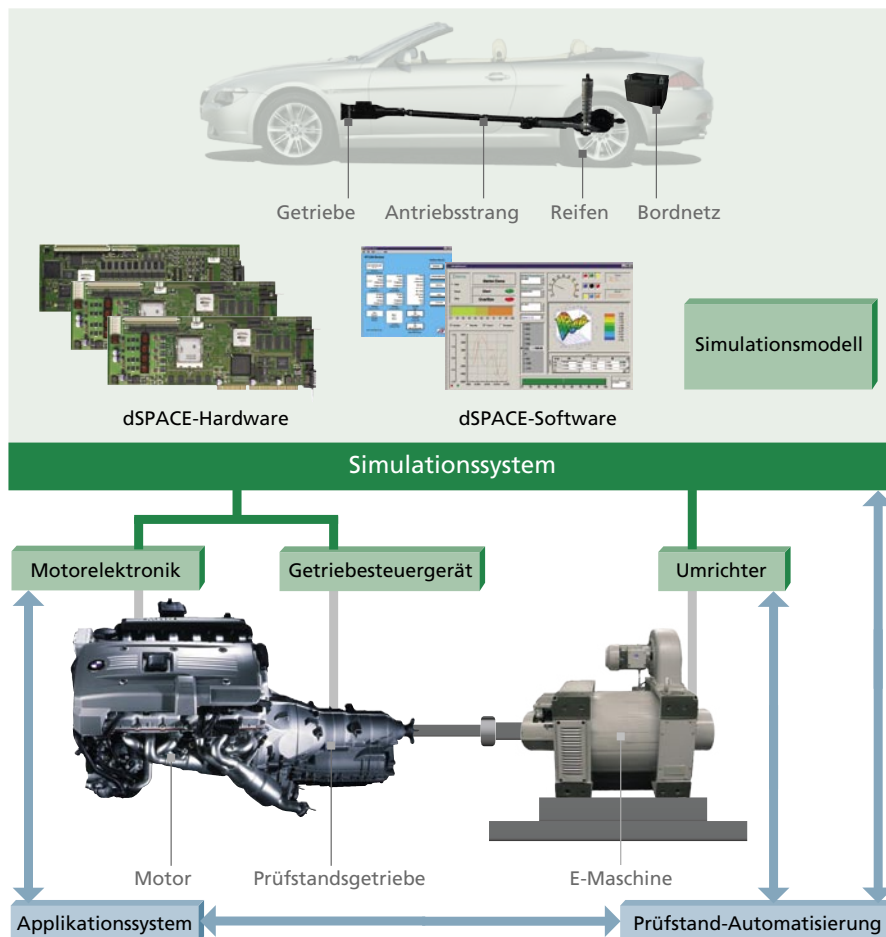 Getriebe Antriebsstrang Reifen Bordnetz
Simulationsmodell
dSPACE-Hardware dSPACE-Software
Simulationssystem
Motorelektronik Getriebesteuergerät Umrichter
Motor Prüfstandsgetriebe E-Maschine
Applikationssystem Prüfstand-Automatisierung